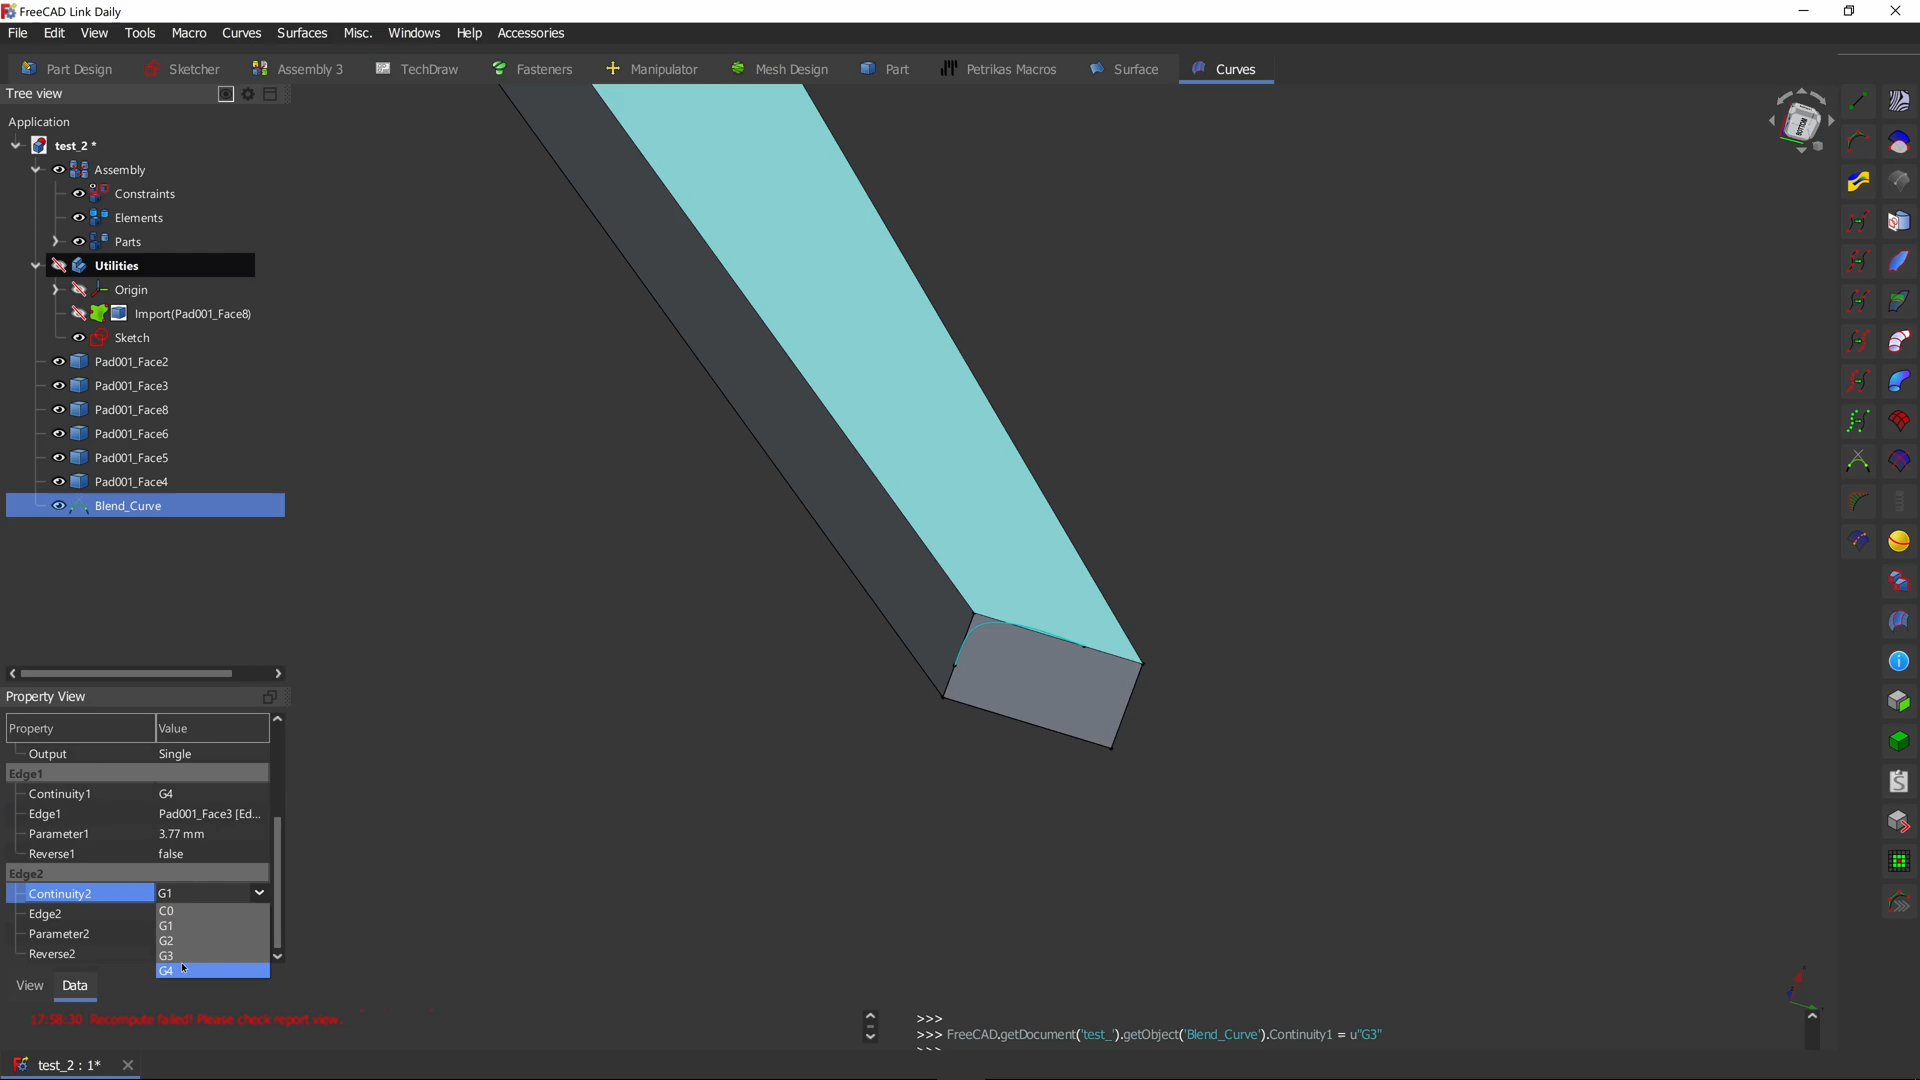 FreeCAD Link Daily
File Edit View Tools Macro Curves Surfaces Misc. Windows Help Accessories
Part Design Sketcher Assembly 3 TechDraw Fasteners Manipulator Mesh Design Part Petrikas Macros Surface Curves
Tree view
Application
test_2 *
Assembly
Constraints
Elements
Parts
Utilities
Origin
Import(Pad001_Face8)
Sketch
Pad001_Face2
Pad001_Face3
Pad001_Face8
Pad001_Face6
Pad001_Face5
Pad001_Face4
Blend_Curve
BOTTOM
Property View
Property Value
Output Single
Edge1
Continuity1 G4
Edge1 Pad001_Face3 [Ed...
Parameter1 3.77 mm
Reverse1 false
Edge2
Continuity2 G1
Edge2
Parameter2
Reverse2
C0
G1
G2
G3
G4
View Data
17:58:30 Recompute failed! Please check report view.
>>>
>>> FreeCAD.getDocument('test_').getObject('Blend_Curve').Continuity1 = u"G3"
>>>
test_2 : 1*